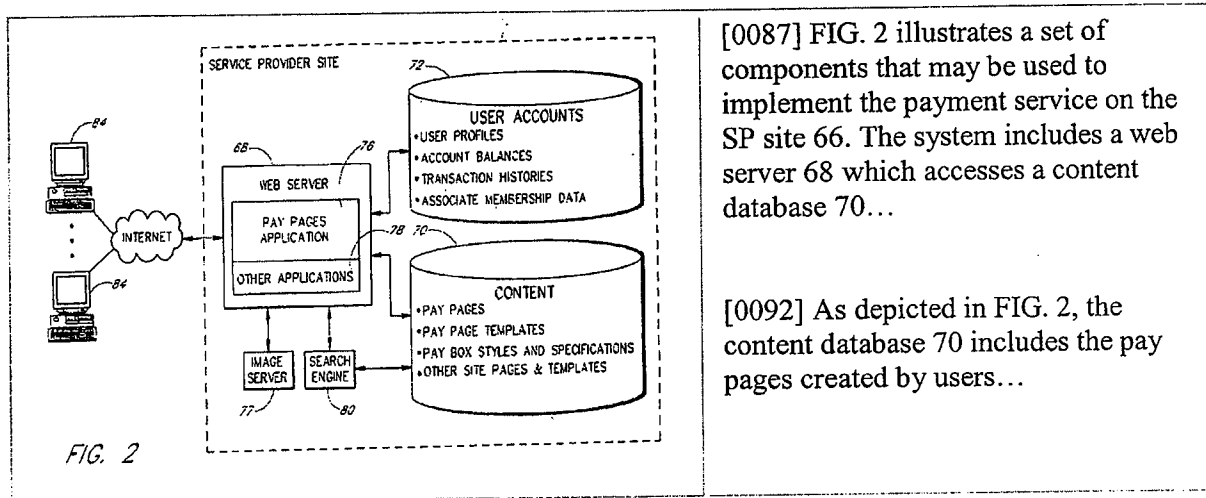 SERVICE PROVIDER SITE
84
INTERNET
84
68
76
WEB SERVER
PAY PAGES
APPLICATION
78
OTHER APPLICATIONS
IMAGE
SERVER
77
SEARCH
ENGINE
80
72
USER ACCOUNTS
•USER PROFILES
•ACCOUNT BALANCES
•TRANSACTION HISTORIES
•ASSOCIATE MEMBERSHIP DATA
70
CONTENT
•PAY PAGES
•PAY PAGE TEMPLATES
•PAY BOX STYLES AND SPECIFICATIONS
•OTHER SITE PAGES & TEMPLATES
FIG. 2
[0087] FIG. 2 illustrates a set of
components that may be used to
implement the payment service on the
SP site 66. The system includes a web
server 68 which accesses a content
database 70…
[0092] As depicted in FIG. 2, the
content database 70 includes the pay
pages created by users…